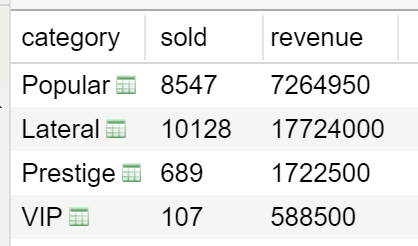 category sold revenue
Popular 8547 7264950
Lateral 10128 17724000
Prestige 689 1722500
VIP 107 588500